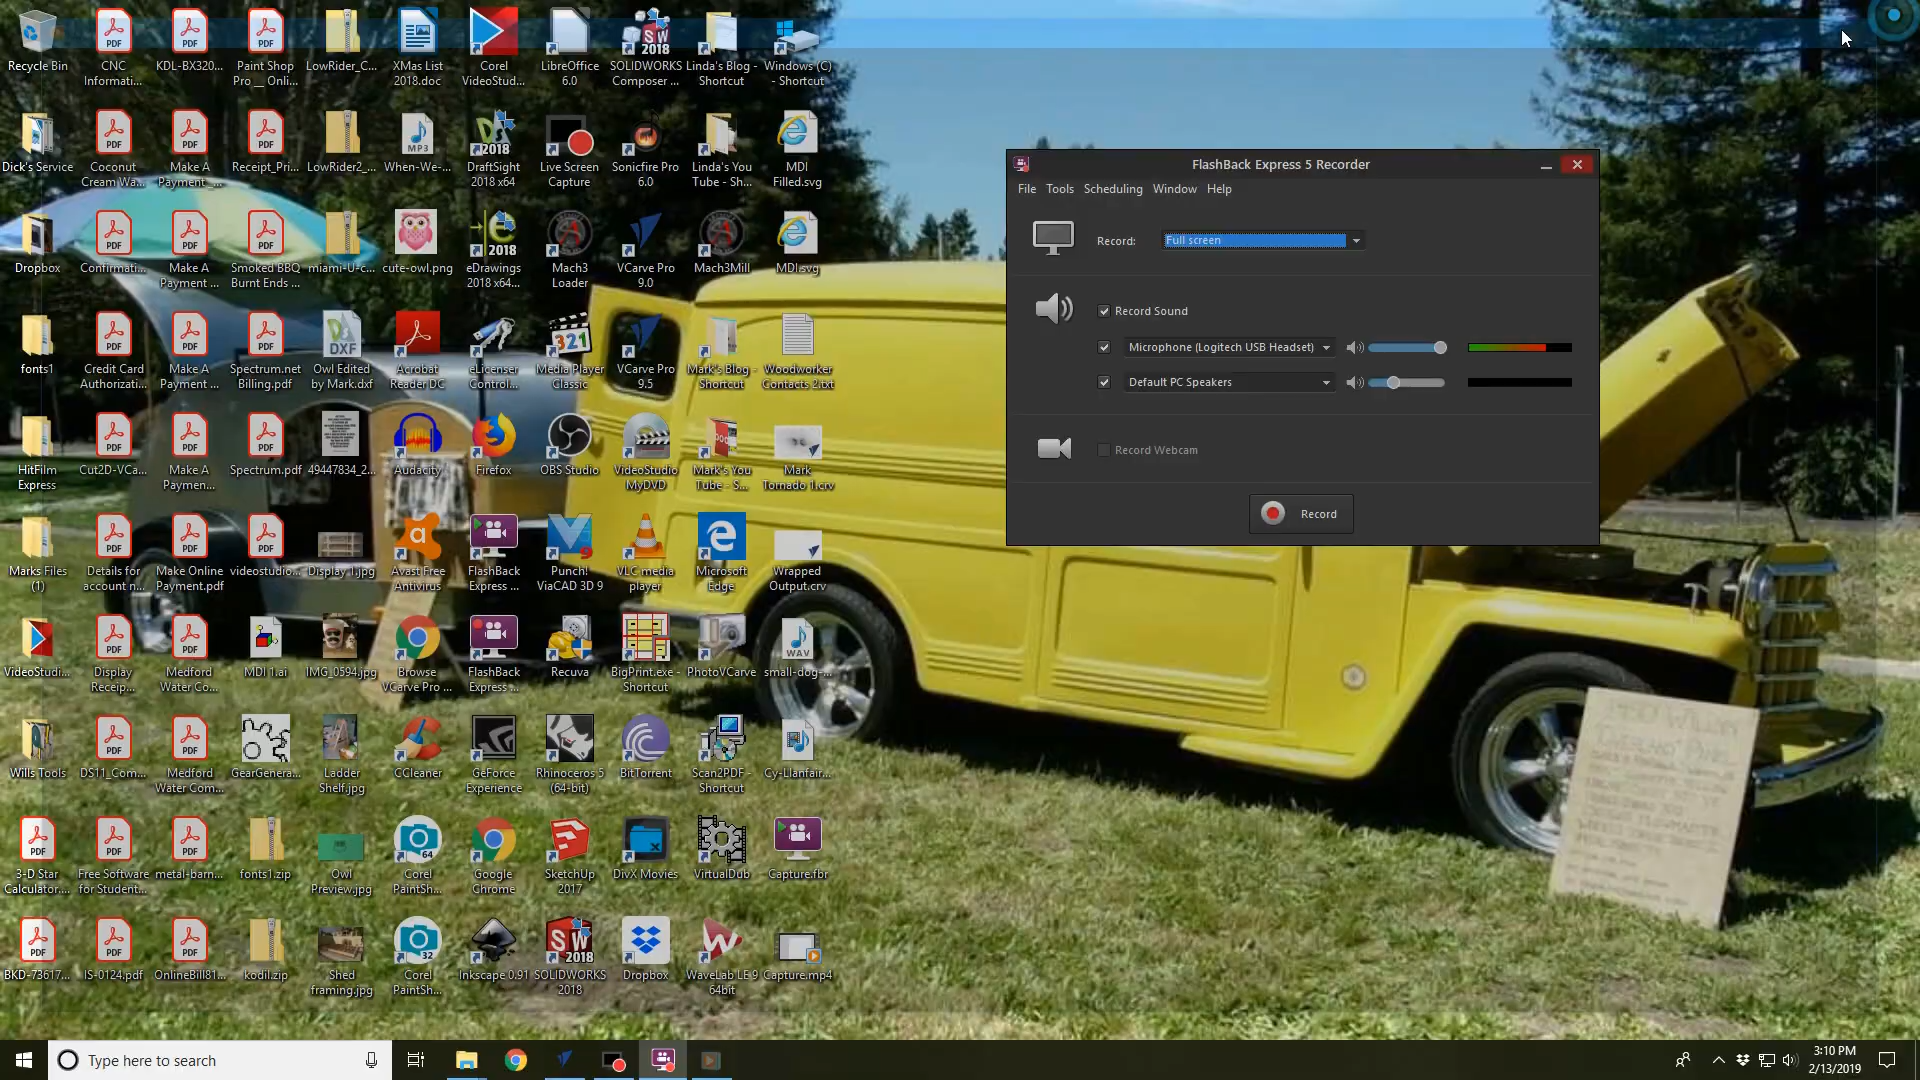 Recycle Bin
CNC
Informati...
KDL-BX320...
Paint Shop
Pro __ Onli...
LowRider_C...
XMas List
2018.doc
Corel
VideoStud...
LibreOffice
6.0
2018
SOLIDWORKS
Composer ...
Linda's Blog -
Shortcut
Windows (C)
- Shortcut
Dick's Service
Coconut
Cream Wa...
Make A
Payment_...
Receipt_Pri...
LowRider2_...
MP3
When-We-...
2018
DraftSight
2018 x64
Live Screen
Capture
Sonicfire Pro
6.0
Linda's You
Tube - Sh...
MDI
Filled.svg
Dropbox
Confirmati...
Make A
Payment ...
Smoked BBQ
Burnt Ends ...
miami-U-c...
cute-owl.png
2018
eDrawings
2018 x64...
Mach3
Loader
VCarve Pro
9.0
Mach3Mill
MDI.svg
fonts1
Credit Card
Authorizati...
Make A
Payment ...
Spectrum.net
Billing.pdf
DXF
Owl Edited
by Mark.dxf
Acrobat
Reader DC
eLicenser
Control...
321
Media Player
Classic
VCarve Pro
9.5
Mark's Blog -
Shortcut
Woodworker
Contacts 2.txt
HitFilm
Express
Cut2D-VCa...
Make A
Paymen...
Spectrum.pdf
49447834_2...
Audacity
Firefox
OBS Studio
VideoStudio
MyDVD
Mark's You
Tube - S...
Mark
Tornado 1.crv
Marks Files
(1)
Details for
account n...
Make Online
Payment.pdf
videostudio...
Display 1.jpg
Avast Free
Antivirus
FlashBack
Express ...
Punch!
ViaCAD 3D 9
VLC media
player
Microsoft
Edge
Wrapped
Output.crv
VideoStudi...
Display
Receip...
Medford
Water Co...
MDI 1.ai
IMG_0594.jpg
Browse
VCarve Pro ...
FlashBack
Express ...
Recuva
BigPrint.exe -
Shortcut
PhotoVCarve
WAV
small-dog-...
Wills Tools
DS11_Com...
Medford
Water Com...
GearGenera...
Ladder
Shelf.jpg
CCleaner
GeForce
Experience
Rhinoceros 5
(64-bit)
BitTorrent
Scan2PDF -
Shortcut
Cy-Llanfair...
3-D Star
Calculator....
Free Software
for Student...
metal-barn...
fonts1.zip
Owl
Preview.jpg
64
Corel
PaintSh...
Google
Chrome
SketchUp
2017
DivX Movies
VirtualDub
Capture.fbr
BKD-73617...
IS-0124.pdf
OnlineBill81...
kodil.zip
Shed
framing.jpg
32
Corel
PaintSh...
Inkscape 0.91
SW
2018
SOLIDWORKS
2018
Dropbox
WaveLab LE 9
64bit
Capture.mp4
FlashBack Express 5 Recorder
File Tools Scheduling Window Help
Record: Full screen
Record Sound
Microphone (Logitech USB Headset)
Default PC Speakers
Record Webcam
Record
Type here to search
3:10 PM
2/13/2019